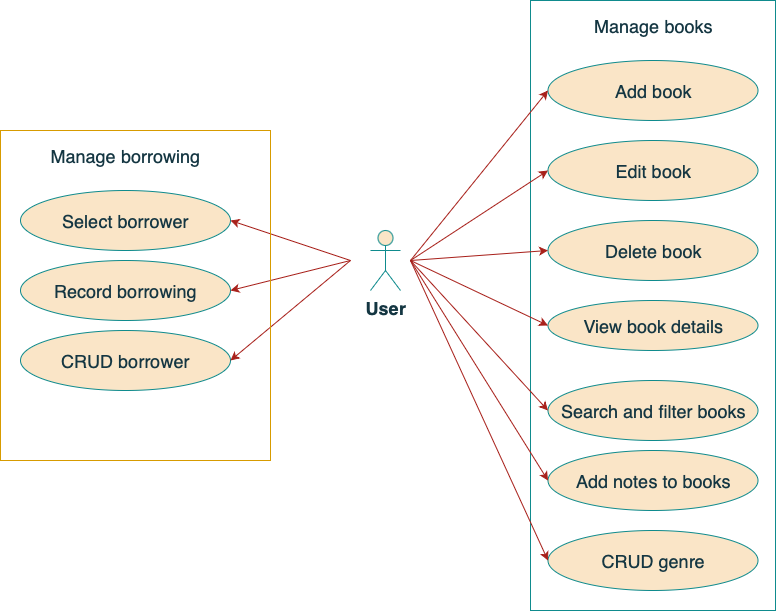 Manage books
Add book
Edit book
Delete book
View book details
Search and filter books
Add notes to books
CRUD genre
Manage borrowing
Select borrower
Record borrowing
CRUD borrower
User